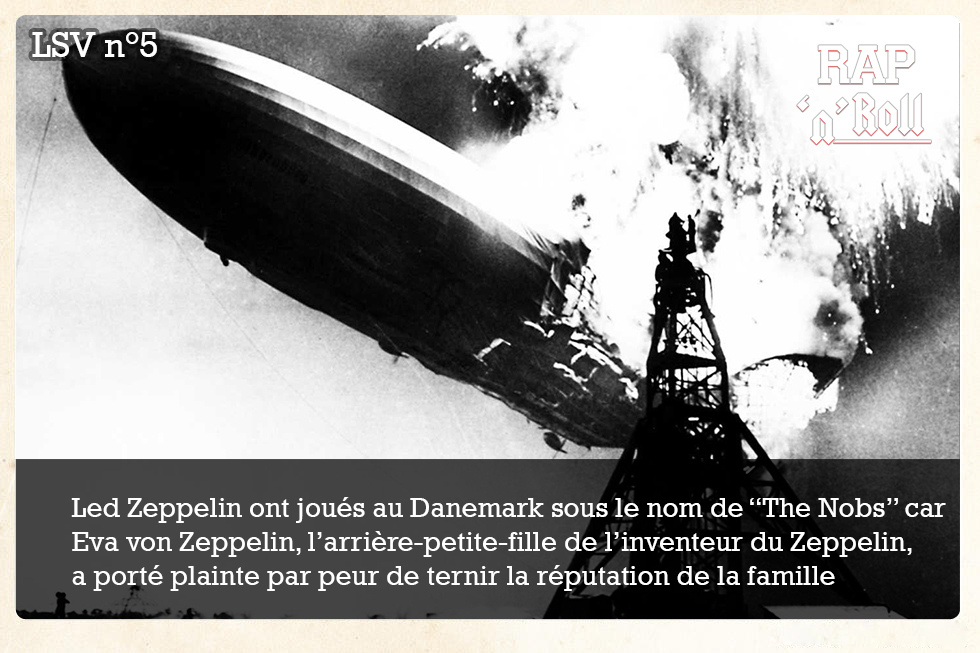 LSV n°5
RAP
‘n’ Roll
Led Zeppelin ont joués au Danemark sous le nom de “The Nobs” car
Eva von Zeppelin, l’arrière-petite-fille de l’inventeur du Zeppelin,
a porté plainte par peur de ternir la réputation de la famille